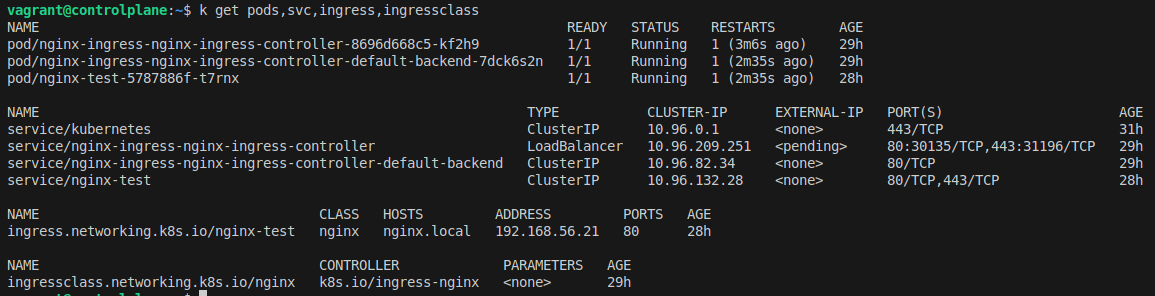 vagrant@controlplane:~$ k get pods,svc,ingress,ingressclass
NAME READY STATUS RESTARTS AGE
pod/nginx-ingress-nginx-ingress-controller-8696d668c5-kf2h9 1/1 Running 1 (3m6s ago) 29h
pod/nginx-ingress-nginx-ingress-controller-default-backend-7dck6s2n 1/1 Running 1 (2m35s ago) 29h
pod/nginx-test-5787886f-t7rnx 1/1 Running 1 (2m35s ago) 28h
NAME TYPE CLUSTER-IP EXTERNAL-IP PORT(S) AGE
service/kubernetes ClusterIP 10.96.0.1 <none> 443/TCP 31h
service/nginx-ingress-nginx-ingress-controller LoadBalancer 10.96.209.251 <pending> 80:30135/TCP,443:31196/TCP 29h
service/nginx-ingress-nginx-ingress-controller-default-backend ClusterIP 10.96.82.34 <none> 80/TCP 29h
service/nginx-test ClusterIP 10.96.132.28 <none> 80/TCP,443/TCP 28h
NAME CLASS HOSTS ADDRESS PORTS AGE
ingress.networking.k8s.io/nginx-test nginx nginx.local 192.168.56.21 80 28h
NAME CONTROLLER PARAMETERS AGE
ingressclass.networking.k8s.io/nginx k8s.io/ingress-nginx <none> 29h